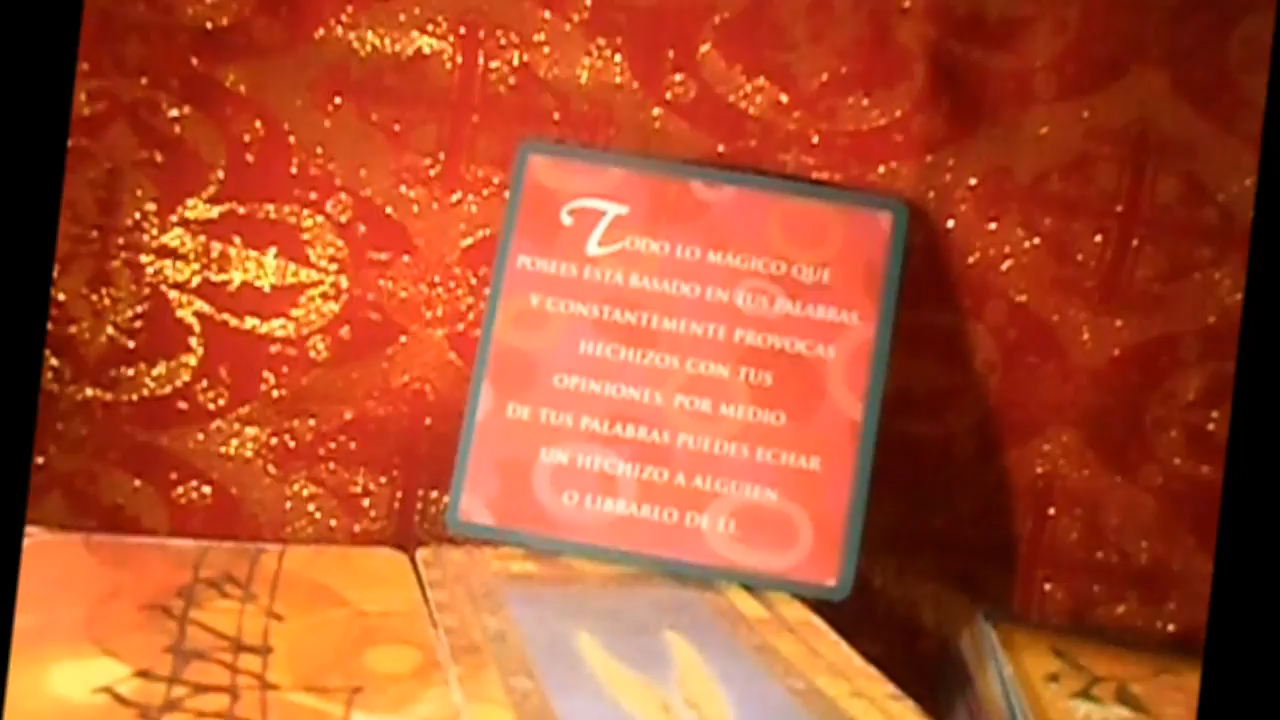 TODO LO MÁGICO QUE
POSEES ESTÁ BASADO EN TUS PALABRAS,
Y CONSTANTEMENTE PROVOCAS
HECHIZOS CON TUS
OPINIONES. POR MEDIO
DE TUS PALABRAS PUEDES ECHAR
UN HECHIZO A ALGUIEN
O LIBRARLO DE ÉL.